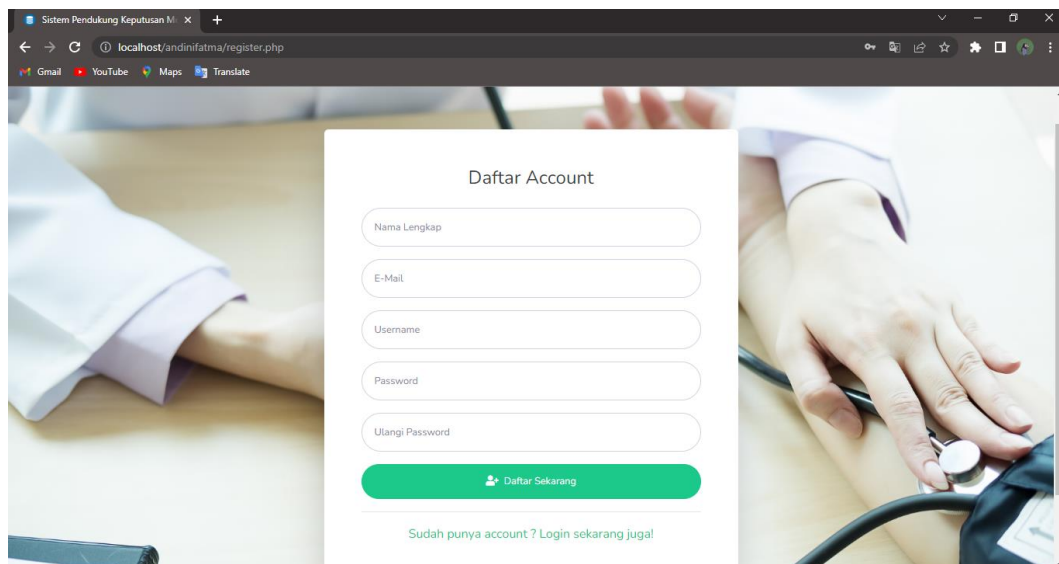 Sistem Pendukung Keputusan M
localhost/andinifatma/register.php
Gmail YouTube Maps Translate
Daftar Account
Nama Lengkap
E-Mail
Username
Password
Ulangi Password
Daftar Sekarang
Sudah punya account ? Login sekarang juga!